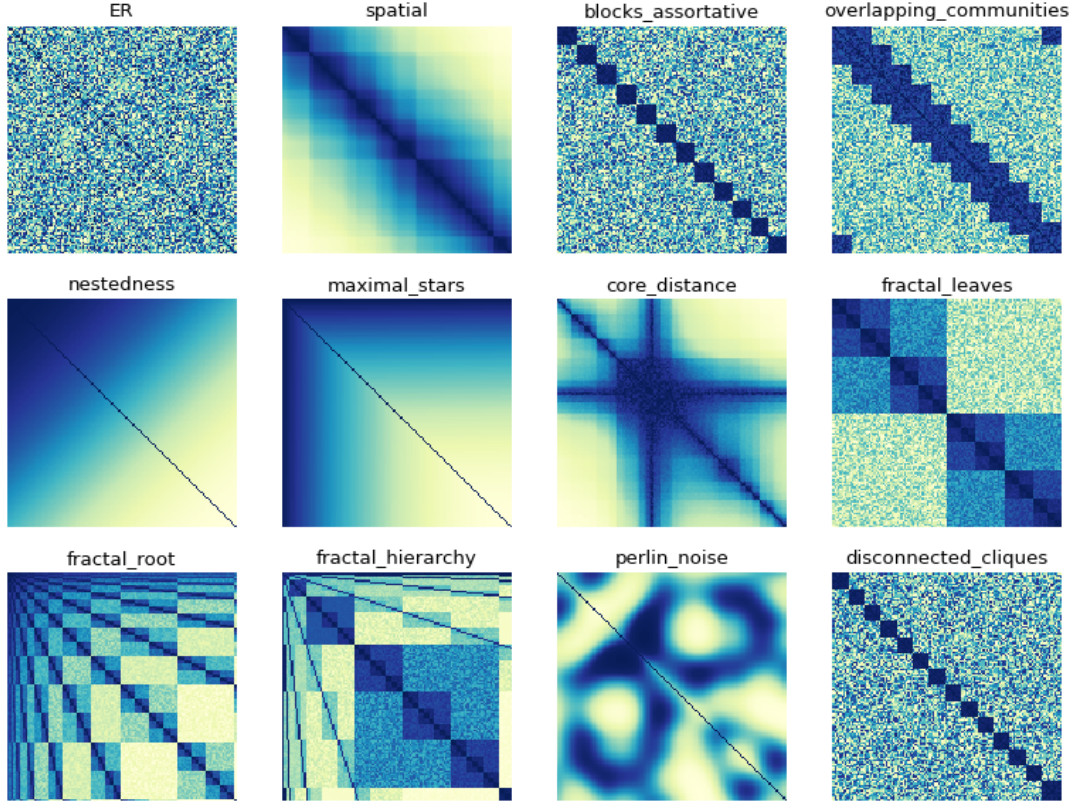 ER
spatial
blocks_assortative
overlapping_communities
nestedness
maximal_stars
core_distance
fractal_leaves
fractal_root
fractal_hierarchy
perlin_noise
disconnected_cliques